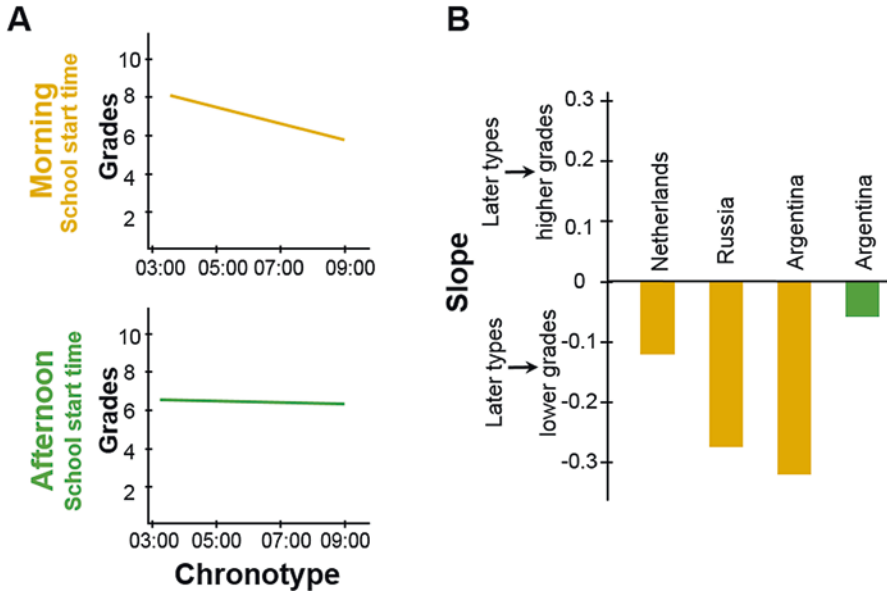 A
Morning
School start time
Grades
10
8
6
4
2
03:00 05:00 07:00 09:00
Afternoon
School start time
Grades
10
8
6
4
2
03:00 05:00 07:00 09:00
Chronotype
B
Slope
Later types
higher grades
Later types
lower grades
0.3
0.2
0.1
0
-0.1
-0.2
-0.3
Netherlands
Russia
Argentina
Argentina